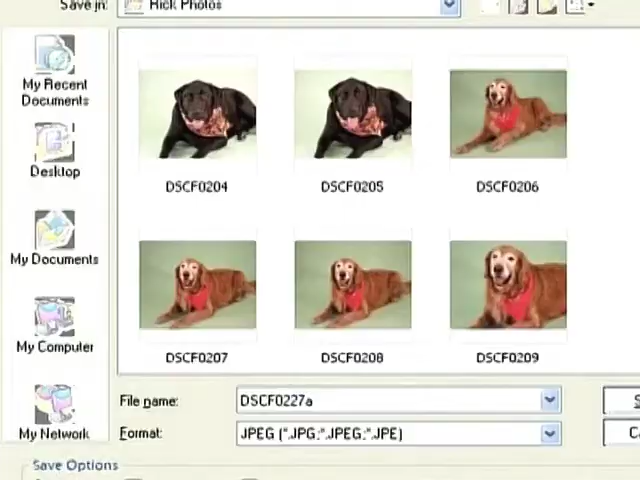 Save in:
Rick Photos
My Recent
Documents
Desktop
My Documents
My Computer
My Network
DSCF0204
DSCF0205
DSCF0206
DSCF0207
DSCF0208
DSCF0209
File name:
DSCF0227a
Format:
JPEG (*.JPG;*.JPEG;*.JPE)
Save Options